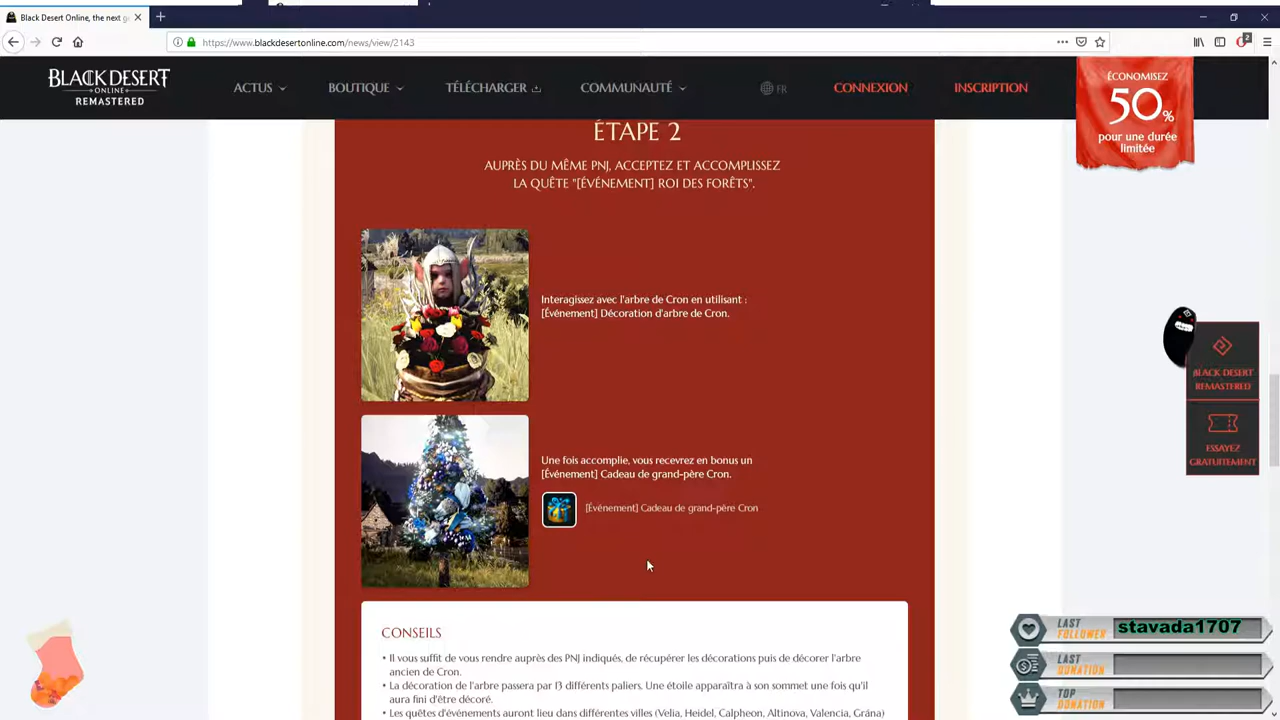 Black Desert Online, the next g
https://www.blackdesertonline.com/news/view/2143
2
BLACK DESERT
ONLINE
REMASTERED
ACTUS
BOUTIQUE
TÉLÉCHARGER
COMMUNAUTÉ
FR
CONNEXION
INSCRIPTION
ÉCONOMISEZ
50%
pour une durée
limitée
ÉTAPE 2
AUPRÈS DU MÊME PNJ, ACCEPTEZ ET ACCOMPLISSEZ
LA QUÊTE "[ÉVÉNEMENT] ROI DES FORÊTS".
Interagissez avec l'arbre de Cron en utilisant :
[Événement] Décoration d'arbre de Cron.
BLACK DESERT
REMASTERED
ESSAYEZ
GRATUITEMENT
Une fois accomplie, vous recevrez en bonus un
[Événement] Cadeau de grand-père Cron.
[Événement] Cadeau de grand-père Cron
CONSEILS
• Il vous suffit de vous rendre auprès des PNJ indiqués, de récupérer les décorations puis de décorer l'arbre
ancien de Cron.
• La décoration de l'arbre passera par 13 différents paliers. Une étoile apparaîtra à son sommet une fois qu'il
aura fini d'être décoré.
• Les quêtes d'événements auront lieu dans différentes villes (Velia, Heidel, Calpheon, Altinova, Valencia, Gràna)
LAST
FOLLOWER
stavada1707
LAST
DONATION
TOP
DONATION